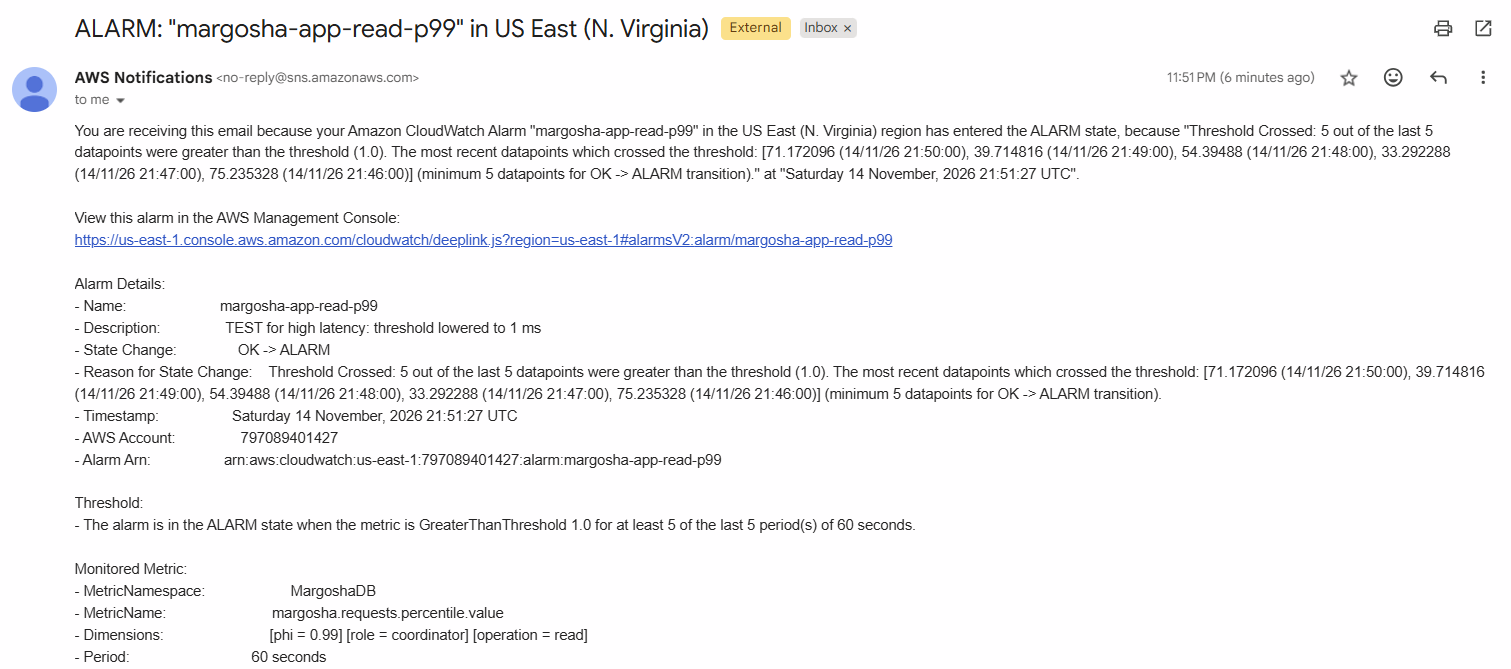 ALARM: "margosha-app-read-p99" in US East (N. Virginia) External Inbox ×
AWS Notifications <no-reply@sns.amazonaws.com> 11:51 PM (6 minutes ago)
to me
You are receiving this email because your Amazon CloudWatch Alarm "margosha-app-read-p99" in the US East (N. Virginia) region has entered the ALARM state, because "Threshold Crossed: 5 out of the last 5
datapoints were greater than the threshold (1.0). The most recent datapoints which crossed the threshold: [71.172096 (14/11/26 21:50:00), 39.714816 (14/11/26 21:49:00), 54.39488 (14/11/26 21:48:00), 33.292288
(14/11/26 21:47:00), 75.235328 (14/11/26 21:46:00)] (minimum 5 datapoints for OK -> ALARM transition)." at "Saturday 14 November, 2026 21:51:27 UTC".
View this alarm in the AWS Management Console:
https://us-east-1.console.aws.amazon.com/cloudwatch/deeplink.js?region=us-east-1#alarmsV2:alarm/margosha-app-read-p99
Alarm Details:
- Name: margosha-app-read-p99
- Description: TEST for high latency: threshold lowered to 1 ms
- State Change: OK -> ALARM
- Reason for State Change: Threshold Crossed: 5 out of the last 5 datapoints were greater than the threshold (1.0). The most recent datapoints which crossed the threshold: [71.172096 (14/11/26 21:50:00), 39.714816
(14/11/26 21:49:00), 54.39488 (14/11/26 21:48:00), 33.292288 (14/11/26 21:47:00), 75.235328 (14/11/26 21:46:00)] (minimum 5 datapoints for OK -> ALARM transition).
- Timestamp: Saturday 14 November, 2026 21:51:27 UTC
- AWS Account: 797089401427
- Alarm Arn: arn:aws:cloudwatch:us-east-1:797089401427:alarm:margosha-app-read-p99
Threshold:
- The alarm is in the ALARM state when the metric is GreaterThanThreshold 1.0 for at least 5 of the last 5 period(s) of 60 seconds.
Monitored Metric:
- MetricNamespace: MargoshaDB
- MetricName: margosha.requests.percentile.value
- Dimensions: [phi = 0.99] [role = coordinator] [operation = read]
- Period: 60 seconds